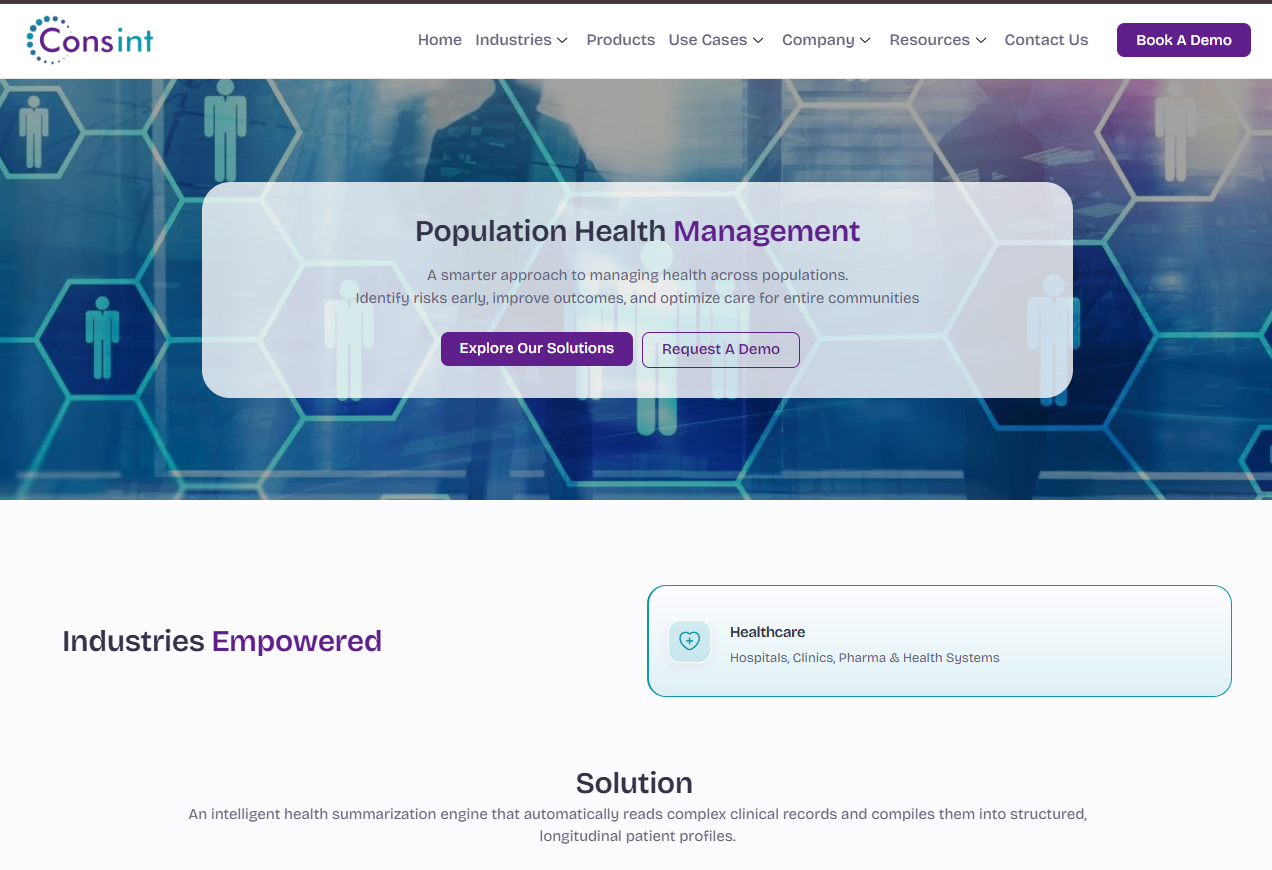 Consint
Home Industries Products Use Cases Company Resources Contact Us Book A Demo
Population Health Management
A smarter approach to managing health across populations.
Identify risks early, improve outcomes, and optimize care for entire communities
Explore Our Solutions Request A Demo
Industries Empowered
Healthcare
Hospitals, Clinics, Pharma & Health Systems
Solution
An intelligent health summarization engine that automatically reads complex clinical records and compiles them into structured,
longitudinal patient profiles.